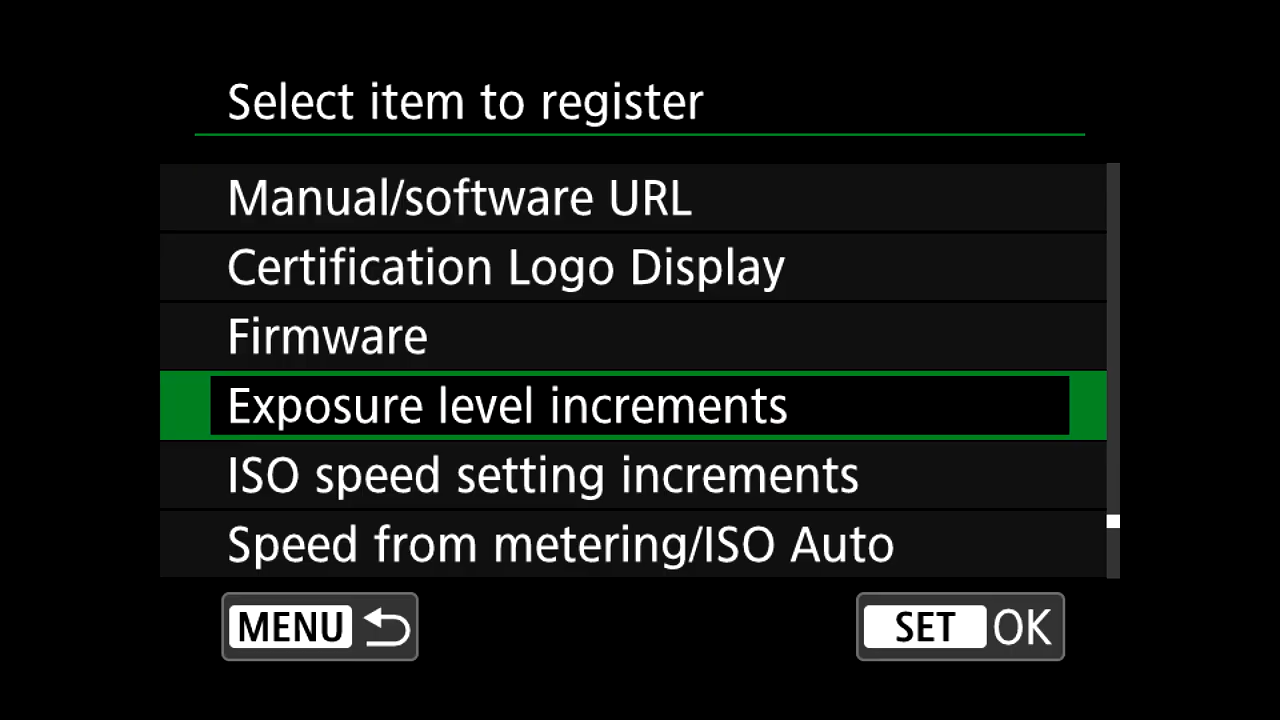 Select item to register
Manual/software URL
Certification Logo Display
Firmware
Exposure level increments
ISO speed setting increments
Speed from metering/ISO Auto
MENU SET OK